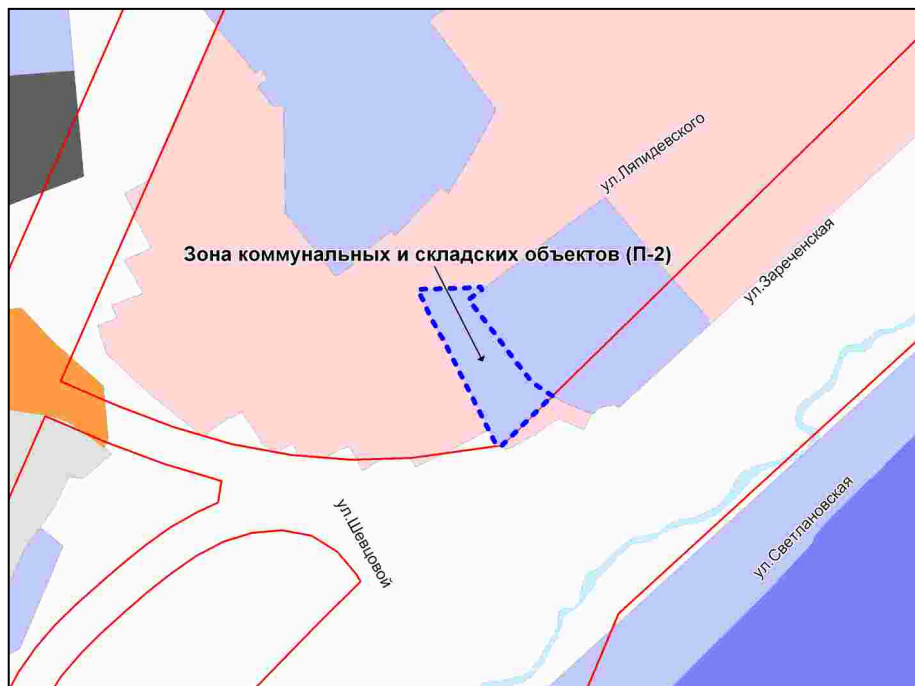 ул.Ляпидевского
Зона коммунальных и складских объектов (П-2)
ул.Зареченская
ул.Светлановская
ул.Шевцовой